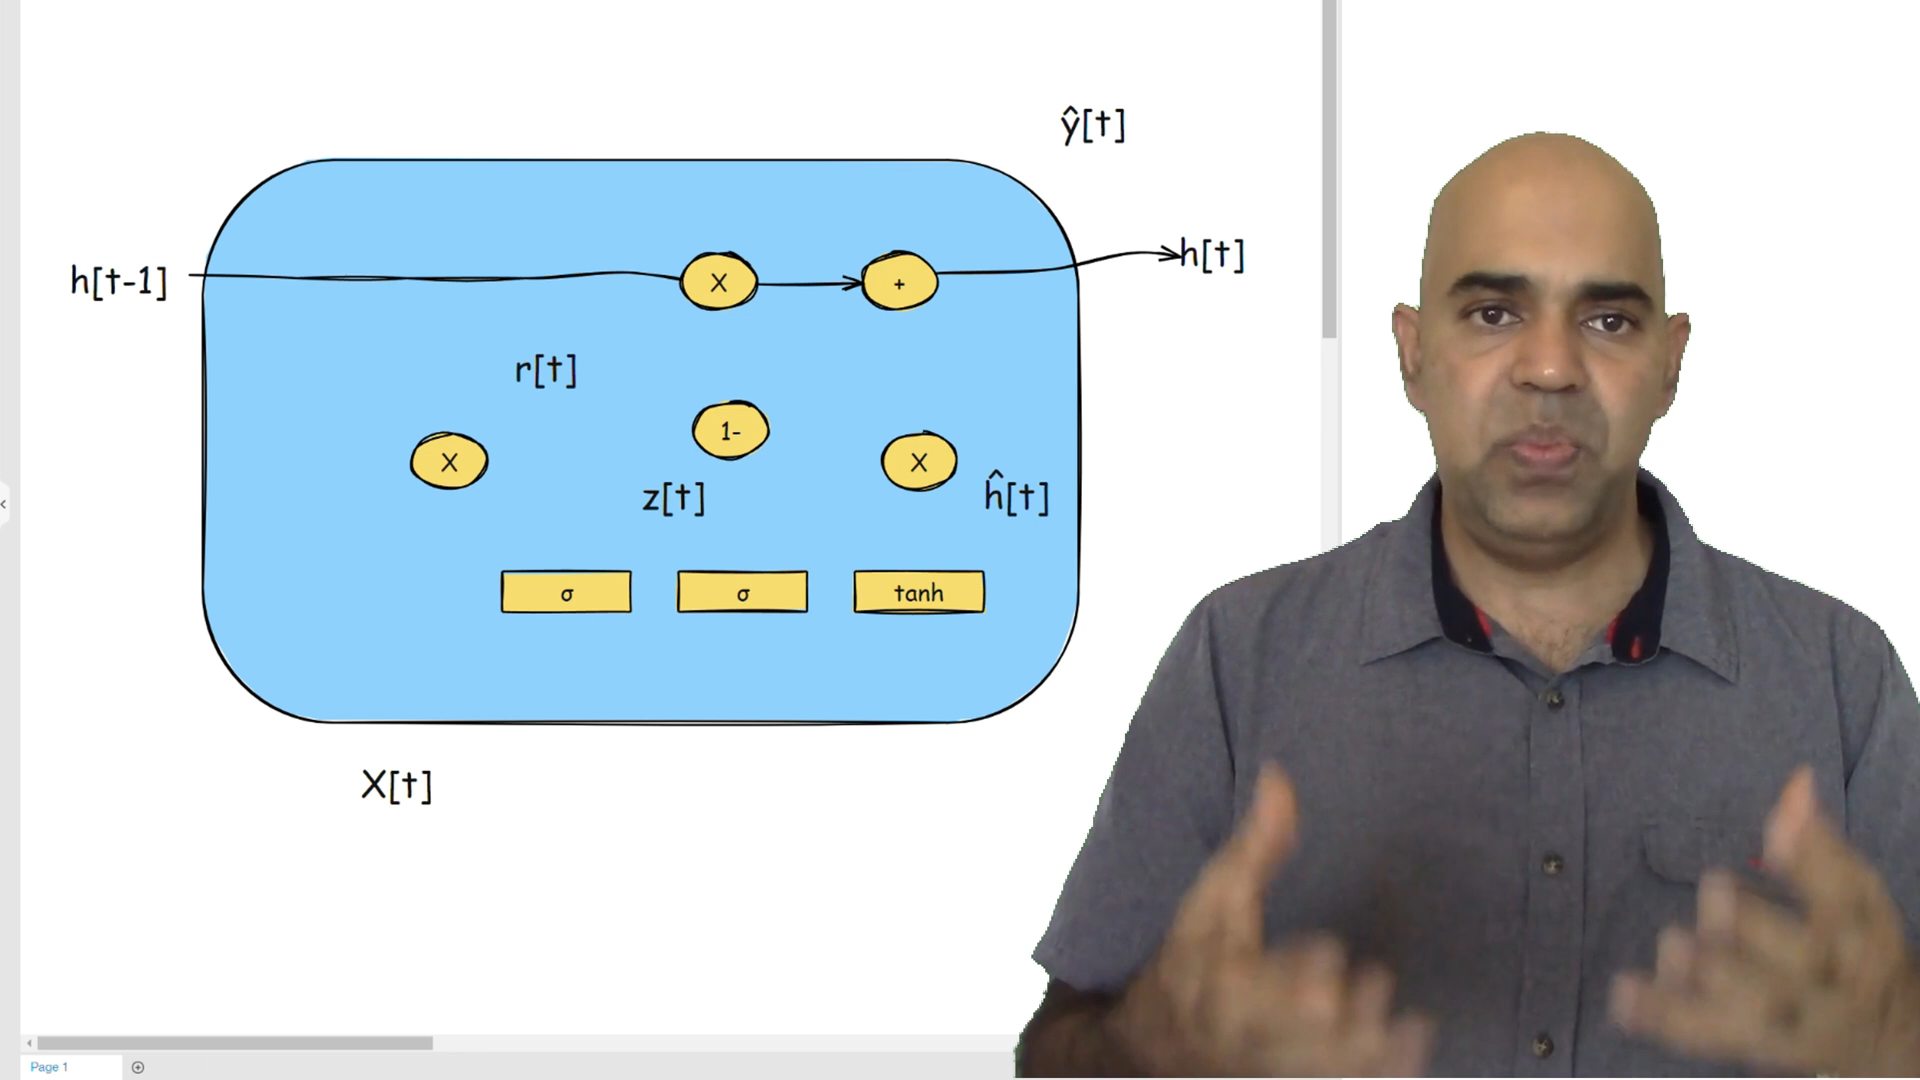 ŷ[t]
h[t-1]
X
+
h[t]
r[t]
1-
X
X
z[t]
ĥ[t]
σ
σ
tanh
X[t]
Page 1